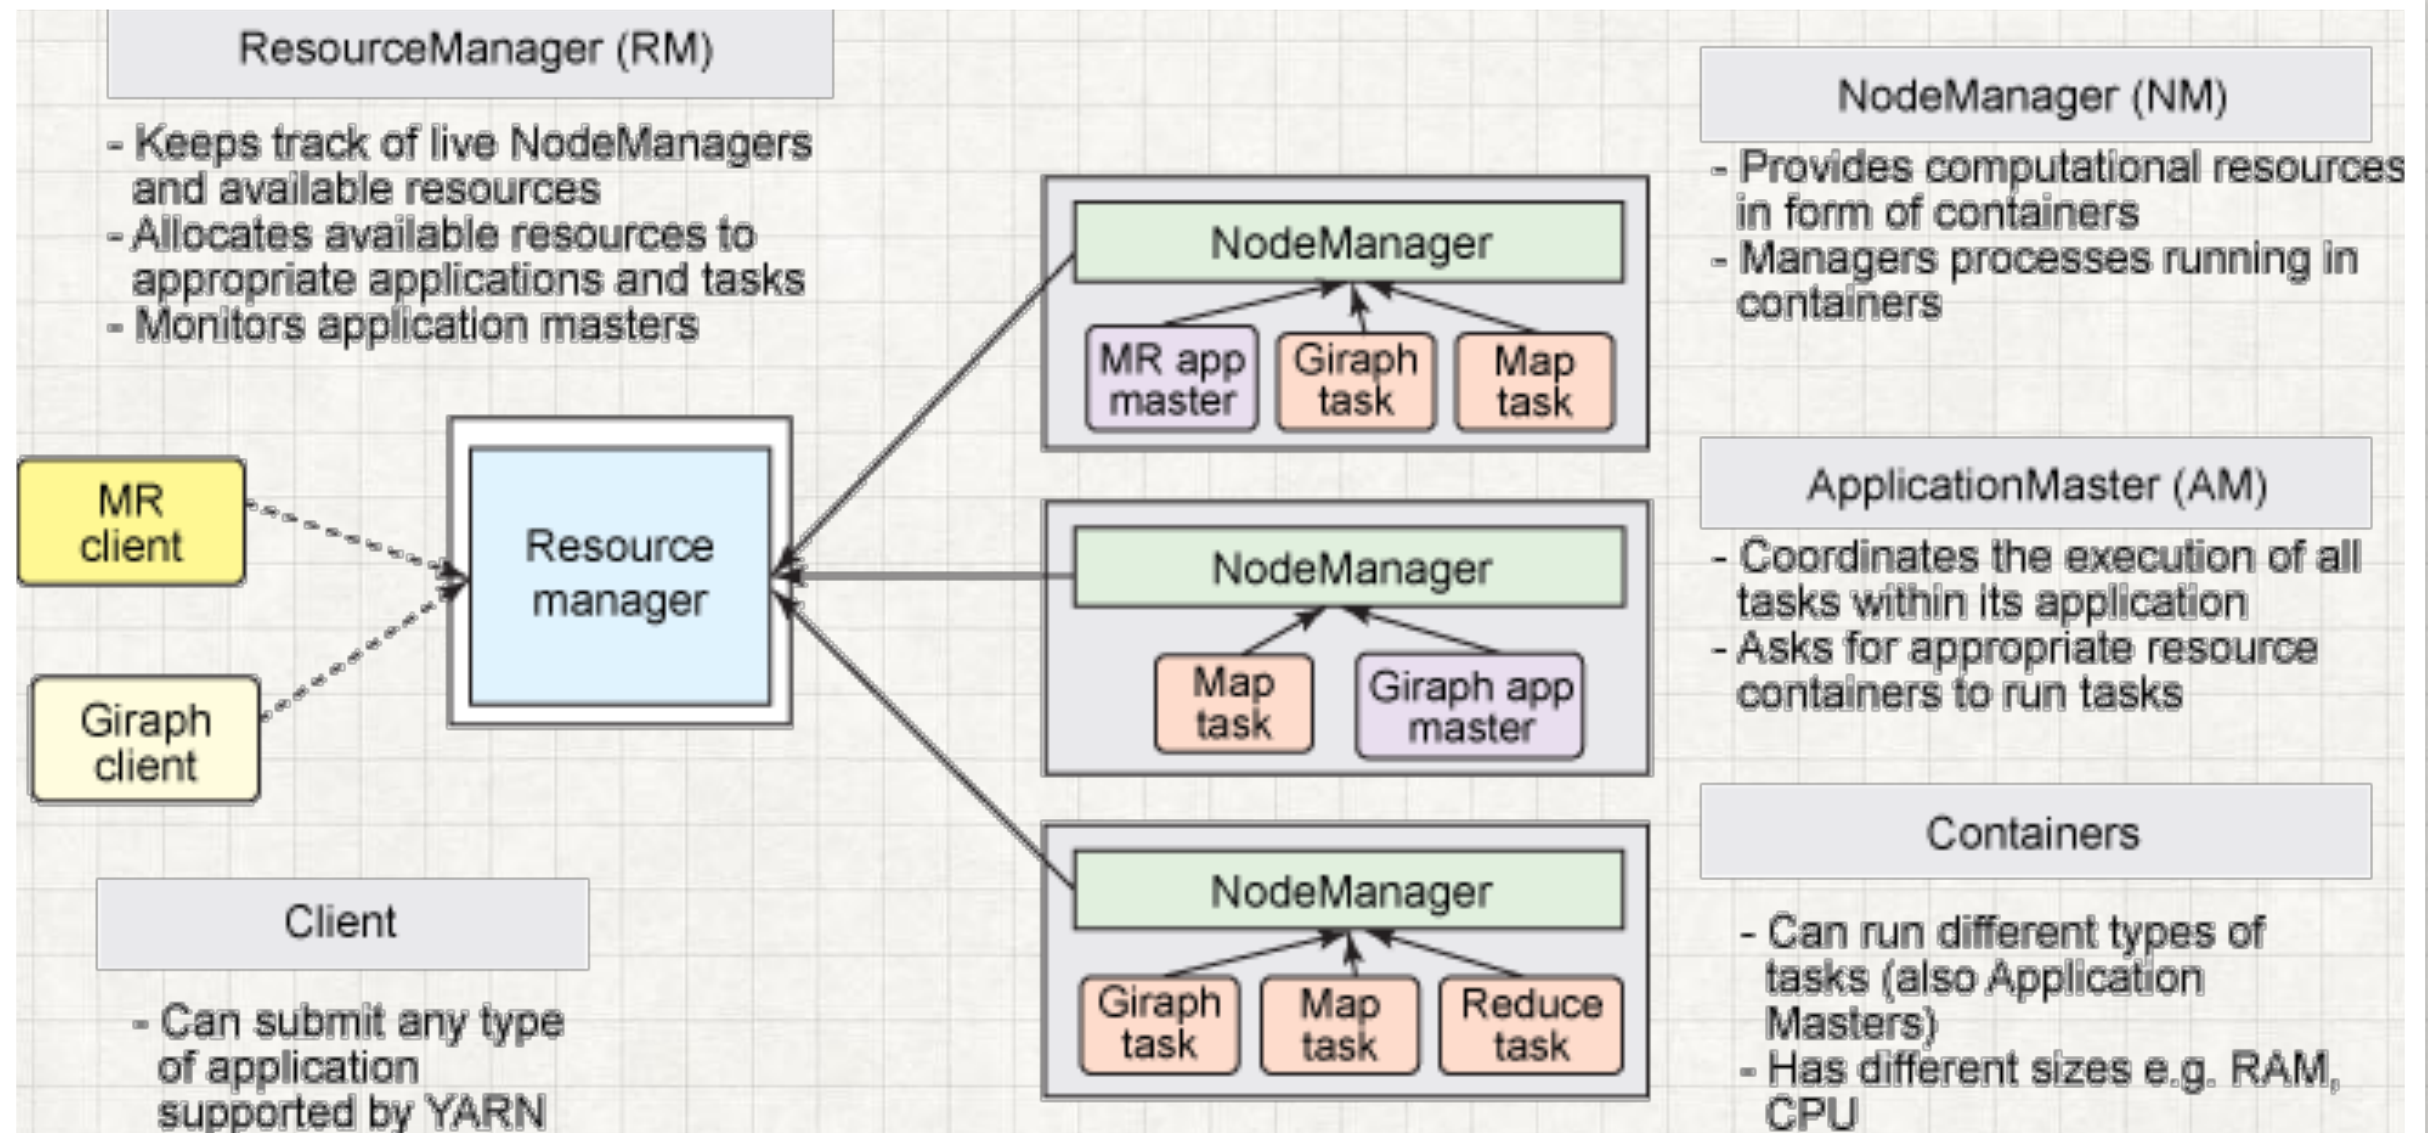 ResourceManager (RM)
- Keeps track of live NodeManagers
and available resources
- Allocates available resources to
appropriate applications and tasks
- Monitors application masters
MR
client
Giraph
client
Resource
manager
Client
- Can submit any type
of application
supported by YARN
NodeManager
MR app
master
Giraph
task
Map
task
NodeManager
Map
task
Giraph app
master
NodeManager
Giraph
task
Map
task
Reduce
task
NodeManager (NM)
- Provides computational resources
in form of containers
- Managers processes running in
containers
ApplicationMaster (AM)
- Coordinates the execution of all
tasks within its application
- Asks for appropriate resource
containers to run tasks
Containers
- Can run different types of
tasks (also Application
Masters)
- Has different sizes e.g. RAM,
CPU